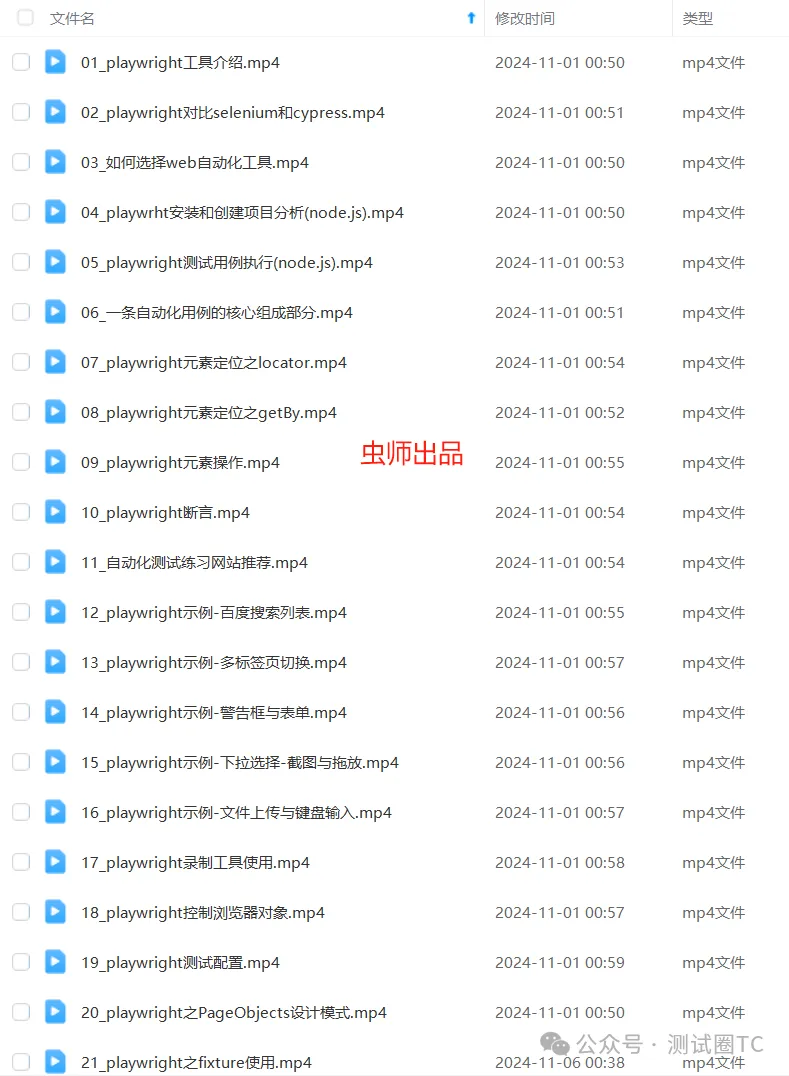 文件名 修改时间 类型
01_playwright工具介绍.mp4 2024-11-01 00:50 mp4文件
02_playwright对比selenium和cypress.mp4 2024-11-01 00:51 mp4文件
03_如何选择web自动化工具.mp4 2024-11-01 00:50 mp4文件
04_playwrht安装和创建项目分析(node.js).mp4 2024-11-01 00:50 mp4文件
05_playwright测试用例执行(node.js).mp4 2024-11-01 00:53 mp4文件
06_一条自动化用例的核心组成部分.mp4 2024-11-01 00:51 mp4文件
07_playwright元素定位之locator.mp4 2024-11-01 00:54 mp4文件
08_playwright元素定位之getBy.mp4 2024-11-01 00:52 mp4文件
虫师出品
09_playwright元素操作.mp4 2024-11-01 00:55 mp4文件
10_playwright断言.mp4 2024-11-01 00:54 mp4文件
11_自动化测试练习网站推荐.mp4 2024-11-01 00:54 mp4文件
12_playwright示例-百度搜索列表.mp4 2024-11-01 00:55 mp4文件
13_playwright示例-多标签页切换.mp4 2024-11-01 00:57 mp4文件
14_playwright示例-警告框与表单.mp4 2024-11-01 00:56 mp4文件
15_playwright示例-下拉选择-截图与拖放.mp4 2024-11-01 00:56 mp4文件
16_playwright示例-文件上传与键盘输入.mp4 2024-11-01 00:57 mp4文件
17_playwright录制工具使用.mp4 2024-11-01 00:58 mp4文件
18_playwright控制浏览器对象.mp4 2024-11-01 00:57 mp4文件
19_playwright测试配置.mp4 2024-11-01 00:59 mp4文件
20_playwright之PageObjects设计模式.mp4 2024-11-01 00:50 mp4文件
公众号 · 测试圈TC
21_playwright之fixture使用.mp4 2024-11-06 00:38 mp4文件